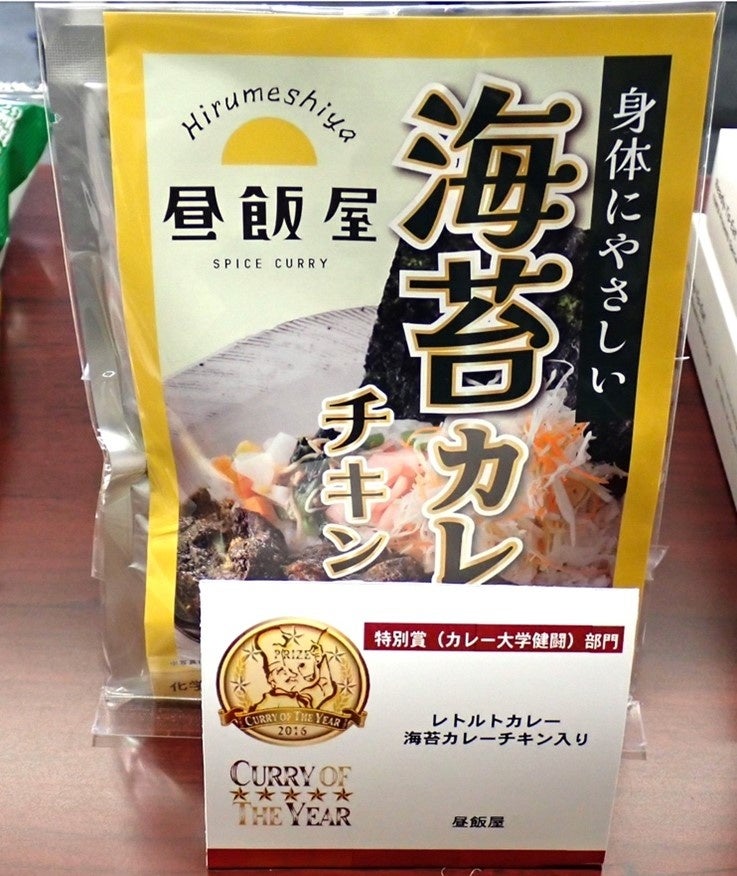 Hirumeshiya
昼飯屋
SPICE CURRY
身体にやさしい
海苔カレ
チキン
化学
特別賞（カレー大学健闘）部門
PRIZE
CURRY OF THE YEAR
2016
CURRY OF
THE YEAR
レトルトカレー
海苔カレーチキン入り
昼飯屋